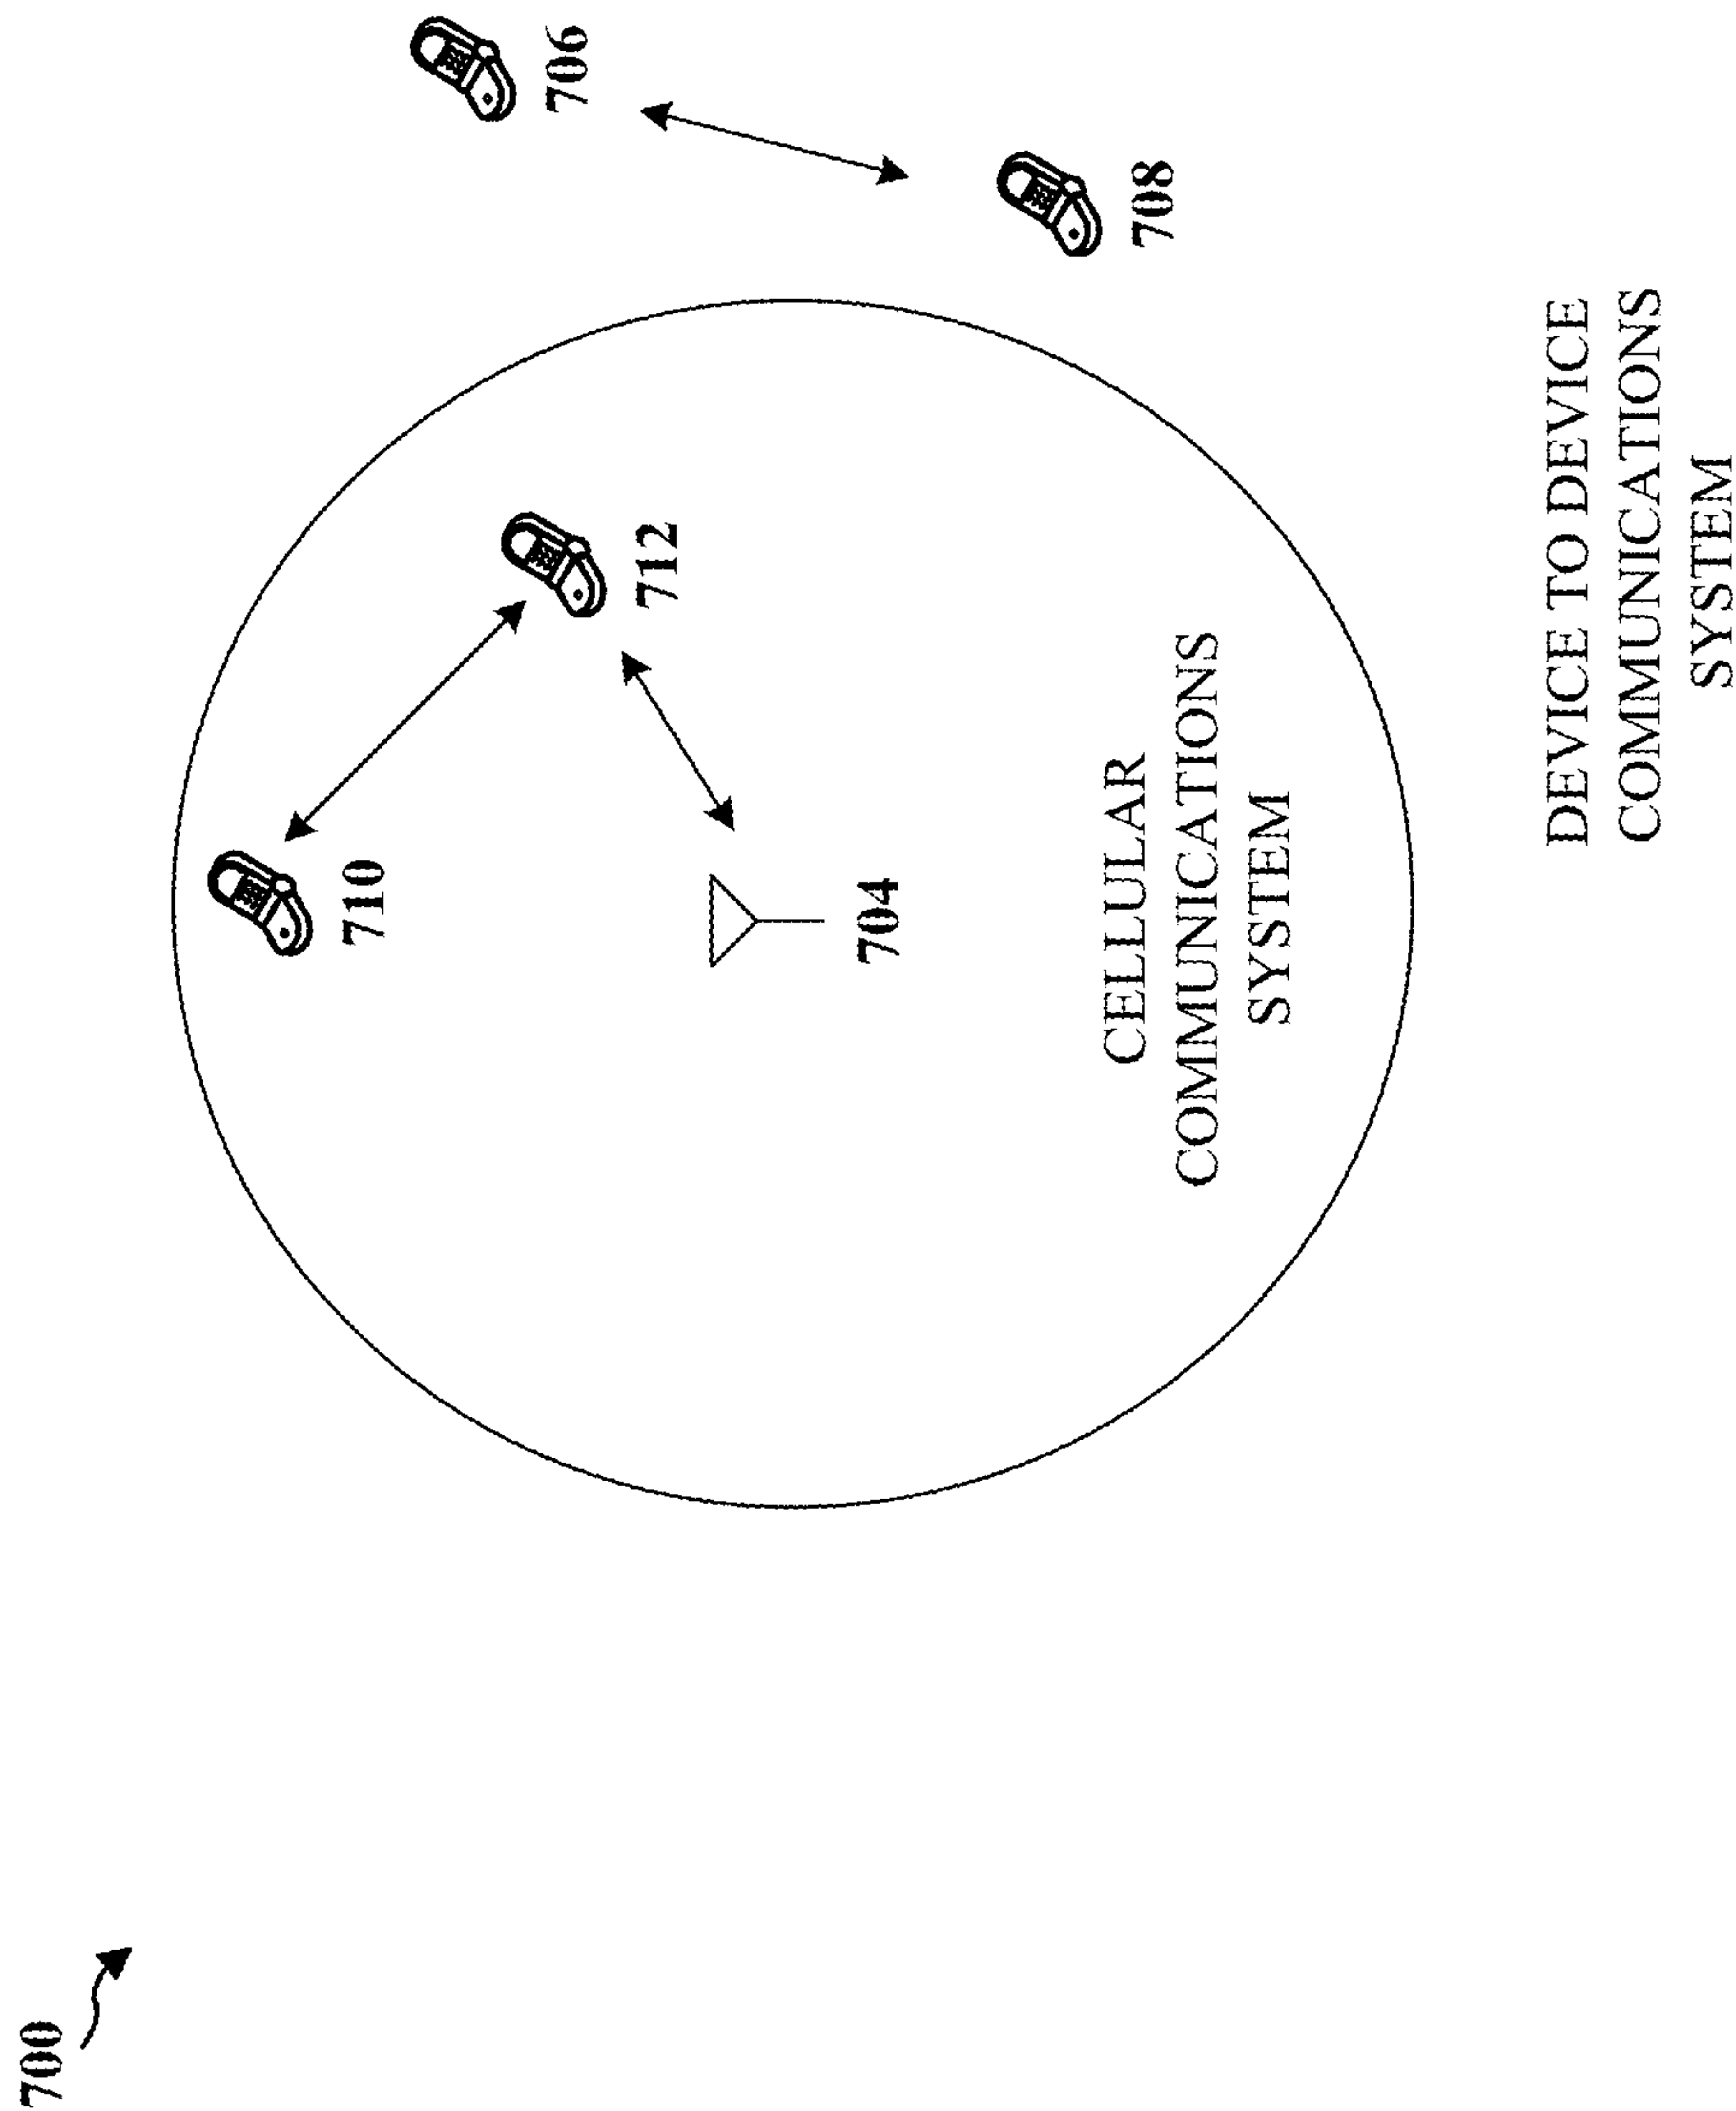 700
710
712
706
704
708
CELLULAR
COMMUNICATIONS
SYSTEM
DEVICE TO DEVICE
COMMUNICATIONS
SYSTEM